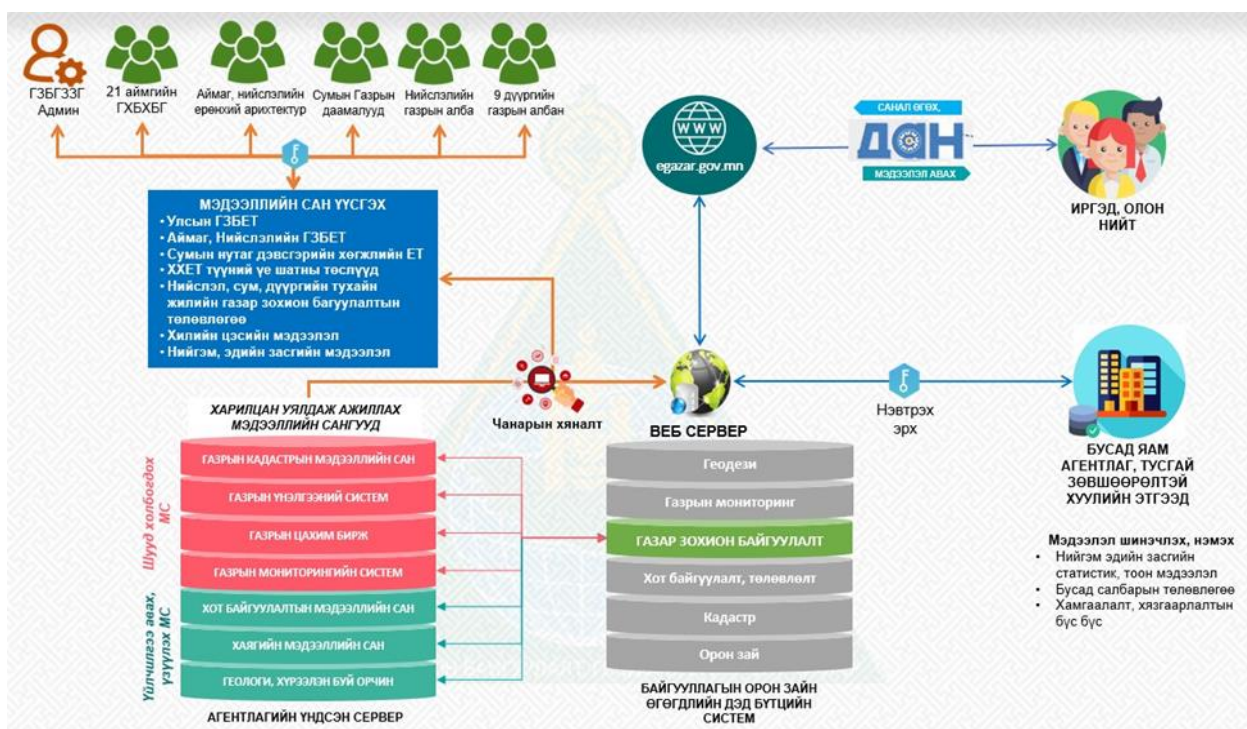 ГЗБГЗЗГ
Админ
21 аймгийн
ГХБХБГ
Аймаг, нийслэлийн
ерөнхий арихтектур
Сумын Газрын
даамалууд
Нийслэлийн
газрын алба
9 дүүргийн
газрын албан
МЭДЭЭЛЛИЙН САН ҮҮСГЭХ
• Улсын ГЗБЕТ
• Аймаг, Нийслэлийн ГЗБЕТ
• Сумын нутаг дэвсгэрийн хөгжлийн ЕТ
• ХХЕТ түүний үе шатны төслүүд
• Нийслэл, сум, дүүргийн тухайн
жилийн газар зохион багуулалтын
төлөвлөгөө
• Хилийн цэсийн мэдээлэл
• Нийгэм, эдийн засгийн мэдээлэл
WWW
egazar.gov.mn
САНАЛ ӨГӨХ,
ДАН
МЭДЭЭЛЭЛ АВАХ
ИРГЭД, ОЛОН
НИЙТ
Чанарын хяналт
ВЕБ СЕРВЕР
Нэвтрэх
эрх
БУСАД ЯАМ
АГЕНТЛАГ, ТУСГАЙ
ЗӨВШӨӨРӨЛТЭЙ
ХУУЛИЙН ЭТГЭЭД
Мэдээлэл шинэчлэх, нэмэх
• Нийгэм эдийн засгийн
статистик, тоон мэдээлэл
• Бусад салбарын төлөвлөгөө
• Хамгаалалт, хязгаарлалтын
бүс бүс
ХАРИЛЦАН УЯЛДАЖ АЖИЛЛАХ
МЭДЭЭЛЛИЙН САНГУУД
Шууд холбогдох
МС
ГАЗРЫН КАДАСТРЫН МЭДЭЭЛЛИЙН САН
ГАЗРЫН ҮНЭЛГЭЭНИЙ СИСТЕМ
ГАЗРЫН ЦАХИМ БИРЖ
ГАЗРЫН МОНИТОРИНГИЙН СИСТЕМ
Үйлчилгээ авах,
үзүүлэх МС
ХОТ БАЙГУУЛАЛТЫН МЭДЭЭЛЛИЙН САН
ХАЯГИЙН МЭДЭЭЛЛИЙН САН
ГЕОЛОГИ, ХҮРЭЭЛЭН БУЙ ОРЧИН
АГЕНТЛАГИЙН ҮНДСЭН СЕРВЕР
Геодези
Газрын мониторинг
ГАЗАР ЗОХИОН БАЙГУУЛАЛТ
Хот байгуулалт, төлөвлөлт
Кадастр
Орон зай
БАЙГУУЛЛАГЫН ОРОН ЗАЙН
ӨГӨГДЛИЙН ДЭД БҮТЦИЙН
СИСТЕМ